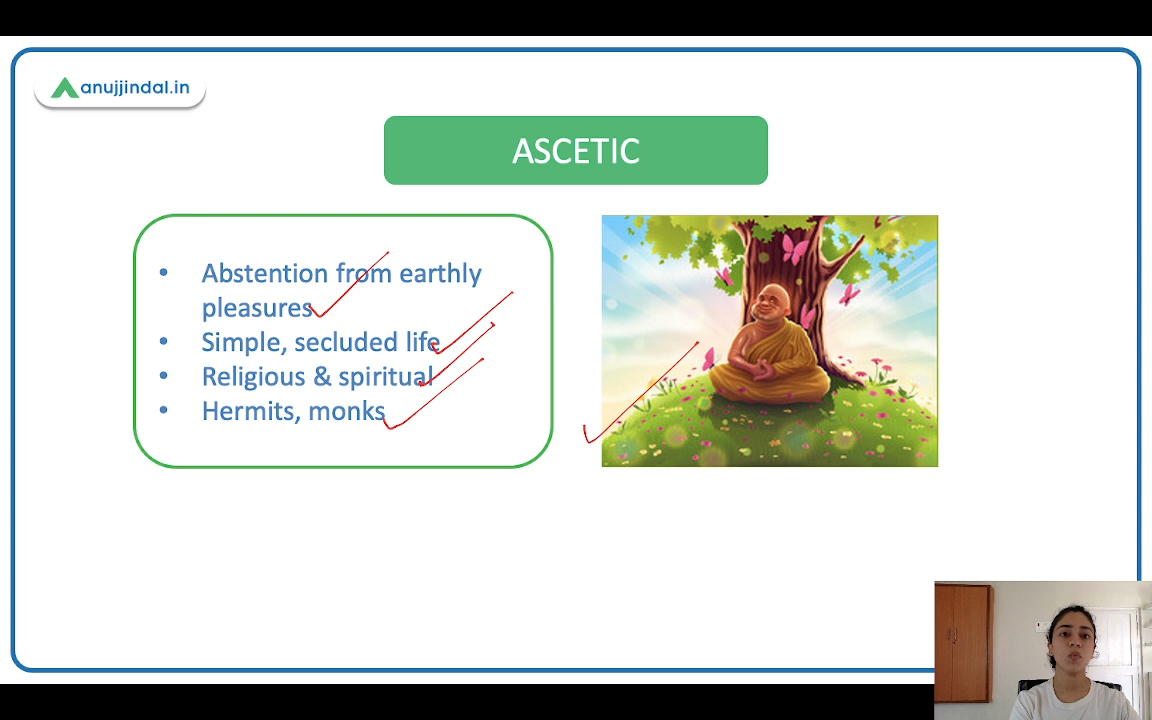 anujjindal.in
ASCETIC
• Abstention from earthly
pleasures
• Simple, secluded life
• Religious & spiritual
• Hermits, monks